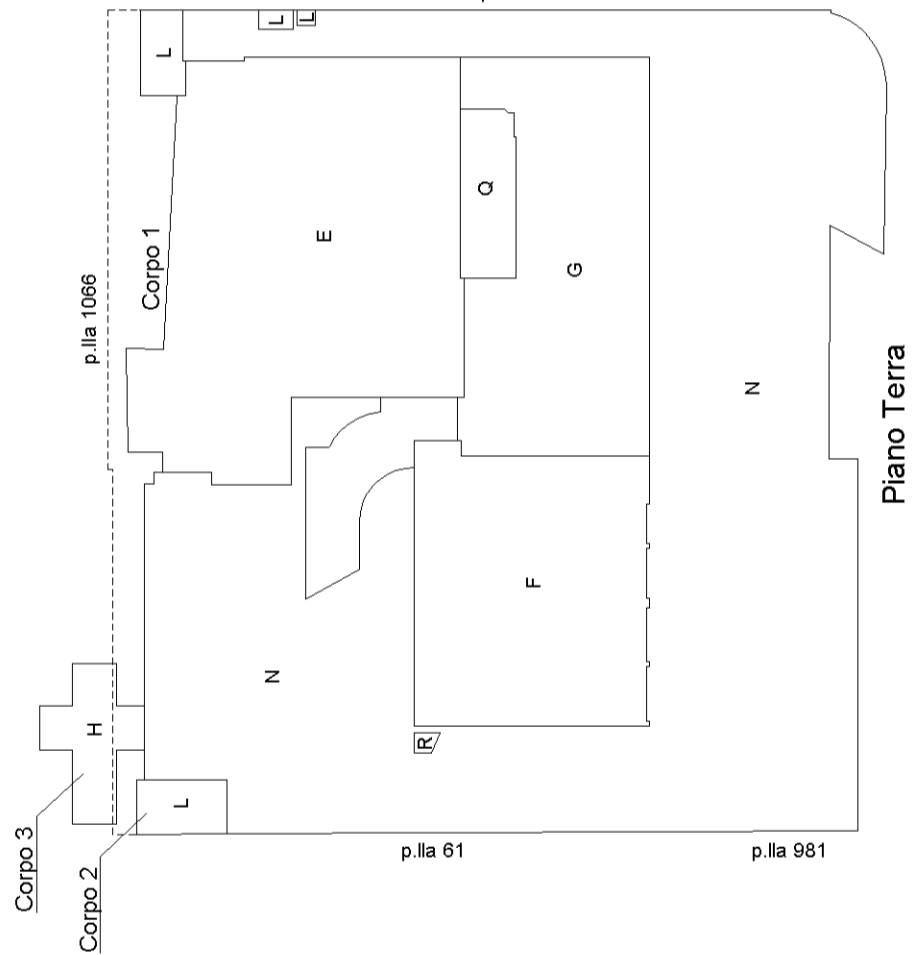 Corpo 3
Corpo 2
H
L
p.lla 1066
Corpo 1
L
L
L
E
N
R
F
Q
G
N
p.lla 61
p.lla 981
Piano Terra